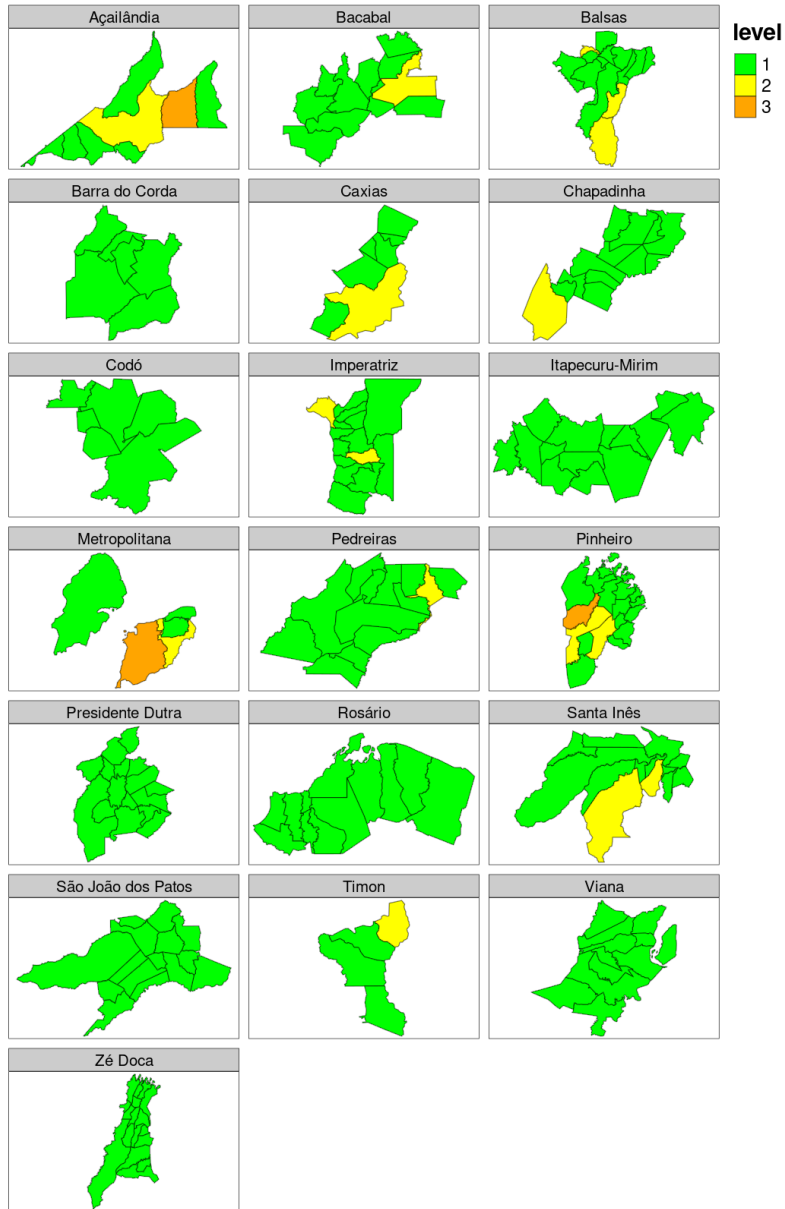 Açailândia
Bacabal
Balsas
level
1
2
3
Barra do Corda
Caxias
Chapadinha
Codó
Imperatriz
Itapecuru-Mirim
Metropolitana
Pedreiras
Pinheiro
Presidente Dutra
Rosário
Santa Inês
São João dos Patos
Timon
Viana
Zé Doca